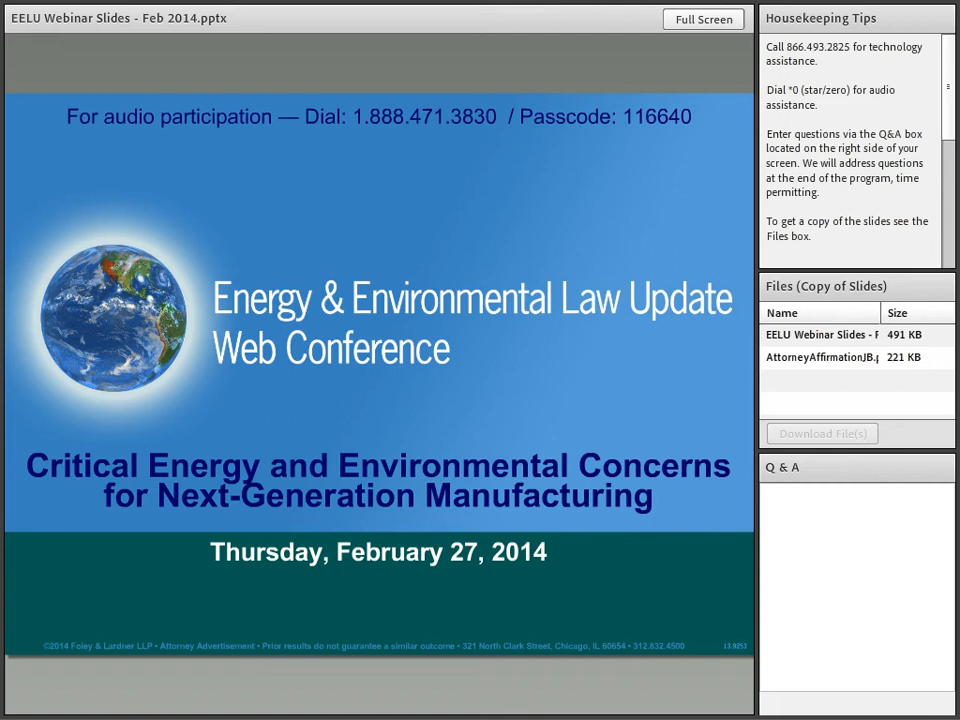 EELU Webinar Slides - Feb 2014.pptx
Full Screen
For audio participation — Dial: 1.888.471.3830 / Passcode: 116640
Energy & Environmental Law Update
Web Conference
Critical Energy and Environmental Concerns
for Next-Generation Manufacturing
Thursday, February 27, 2014
©2014 Foley & Lardner LLP • Attorney Advertisement • Prior results do not guarantee a similar outcome • 321 North Clark Street, Chicago, IL 60654 • 312.832.4500
13.9253
Housekeeping Tips
Call 866.493.2825 for technology
assistance.
Dial *0 (star/zero) for audio
assistance.
Enter questions via the Q&A box
located on the right side of your
screen. We will address questions
at the end of the program, time
permitting.
To get a copy of the slides see the
Files box.
Files (Copy of Slides)
Name Size
EELU Webinar Slides - F 491 KB
AttorneyAffirmationJB.p 221 KB
Download File(s)
Q & A